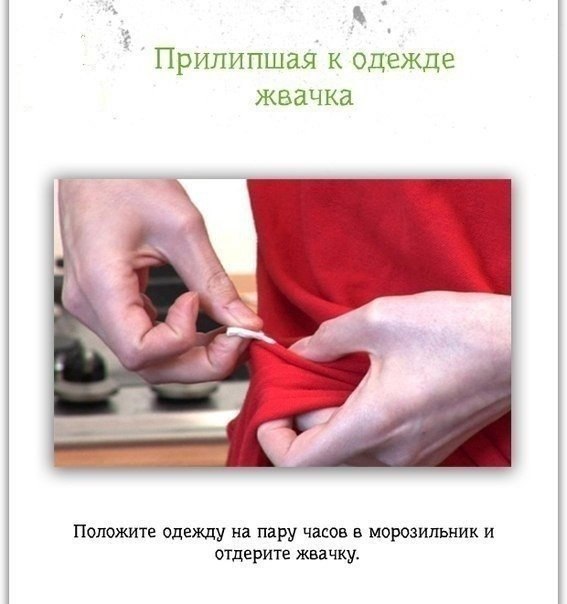 Прилипшая к одежде
жвачка
Положите одежду на пару часов в морозильник и
отдерите жвачку.